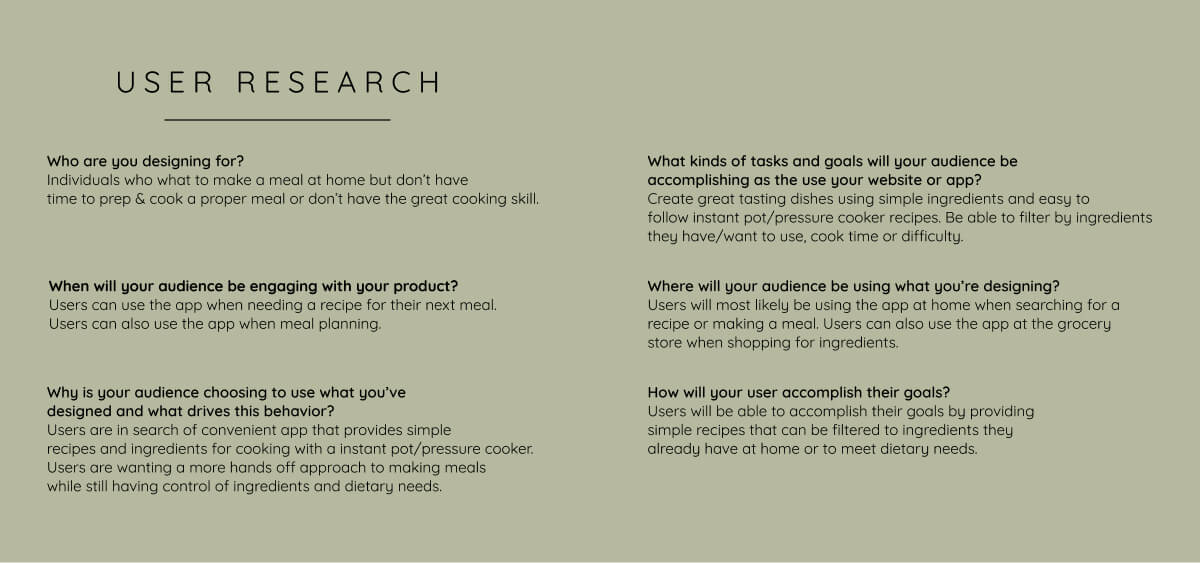 USER RESEARCH
Who are you designing for?
Individuals who what to make a meal at home but don’t have
time to prep & cook a proper meal or don’t have the great cooking skill.
When will your audience be engaging with your product?
Users can use the app when needing a recipe for their next meal.
Users can also use the app when meal planning.
Why is your audience choosing to use what you’ve
designed and what drives this behavior?
Users are in search of convenient app that provides simple
recipes and ingredients for cooking with a instant pot/pressure cooker.
Users are wanting a more hands off approach to making meals
while still having control of ingredients and dietary needs.
What kinds of tasks and goals will your audience be
accomplishing as the use your website or app?
Create great tasting dishes using simple ingredients and easy to
follow instant pot/pressure cooker recipes. Be able to filter by ingredients
they have/want to use, cook time or difficulty.
Where will your audience be using what you’re designing?
Users will most likely be using the app at home when searching for a
recipe or making a meal. Users can also use the app at the grocery
store when shopping for ingredients.
How will your user accomplish their goals?
Users will be able to accomplish their goals by providing
simple recipes that can be filtered to ingredients they
already have at home or to meet dietary needs.